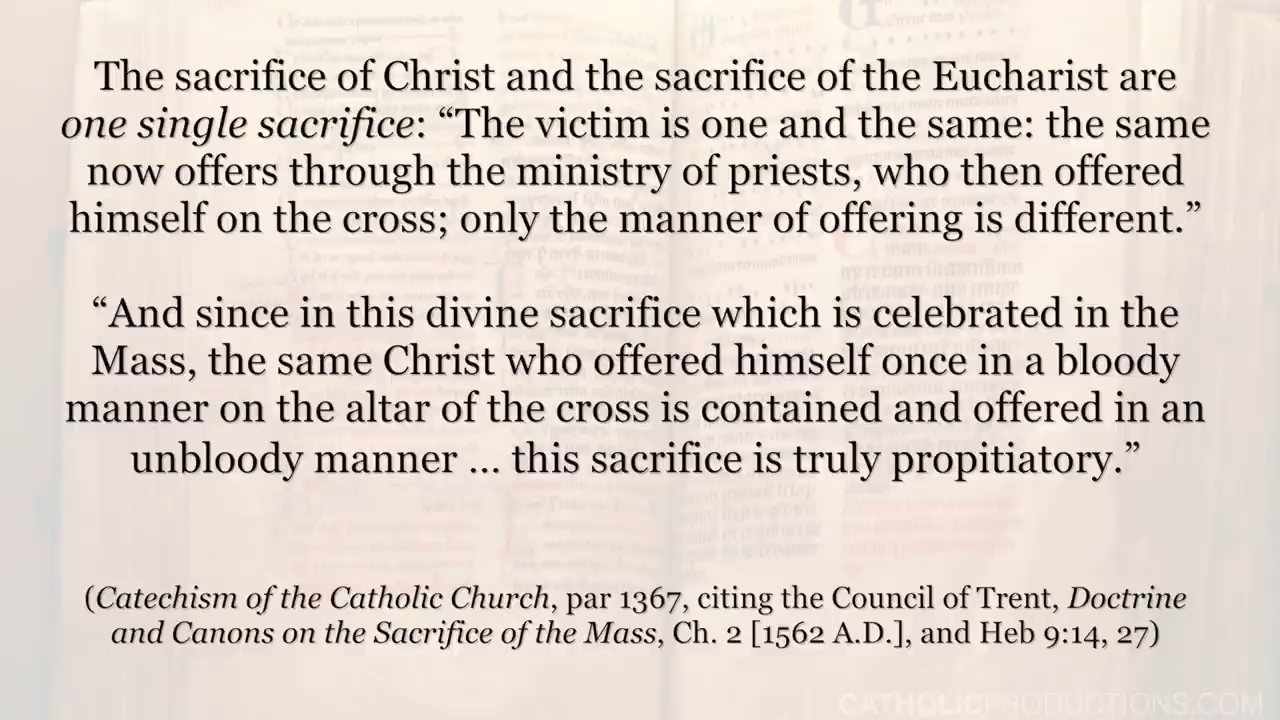 The sacrifice of Christ and the sacrifice of the Eucharist are
one single sacrifice: “The victim is one and the same: the same
now offers through the ministry of priests, who then offered
himself on the cross; only the manner of offering is different.”
“And since in this divine sacrifice which is celebrated in the
Mass, the same Christ who offered himself once in a bloody
manner on the altar of the cross is contained and offered in an
unbloody manner ... this sacrifice is truly propitiatory.”
(Catechism of the Catholic Church, par 1367, citing the Council of Trent, Doctrine
and Canons on the Sacrifice of the Mass, Ch. 2 [1562 A.D.], and Heb 9:14, 27)
CATHOLICPRODUCTIONS.COM